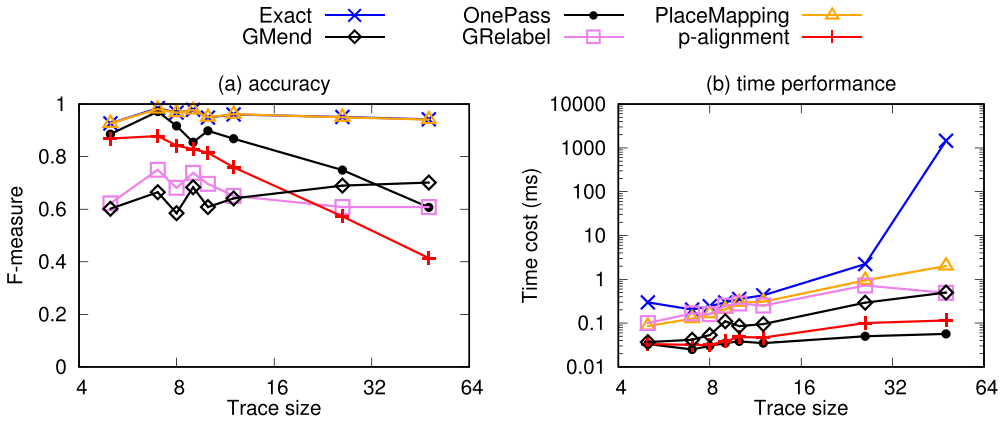 Exact OnePass PlaceMapping
GMend GRelabel p-alignment
(a) accuracy
1
0.8
0.6
0.4
0.2
0
F-measure
4 8 16 32 64
Trace size
(b) time performance
10000
1000
100
10
1
0.1
0.01
Time cost (ms)
4 8 16 32 64
Trace size